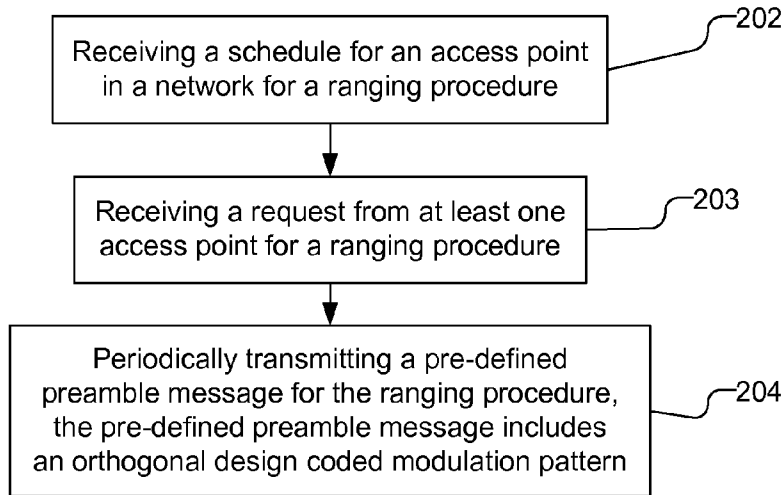 202
Receiving a schedule for an access point
in a network for a ranging procedure
203
Receiving a request from at least one
access point for a ranging procedure
Periodically transmitting a pre-defined
preamble message for the ranging procedure,
the pre-defined preamble message includes
an orthogonal design coded modulation pattern
204